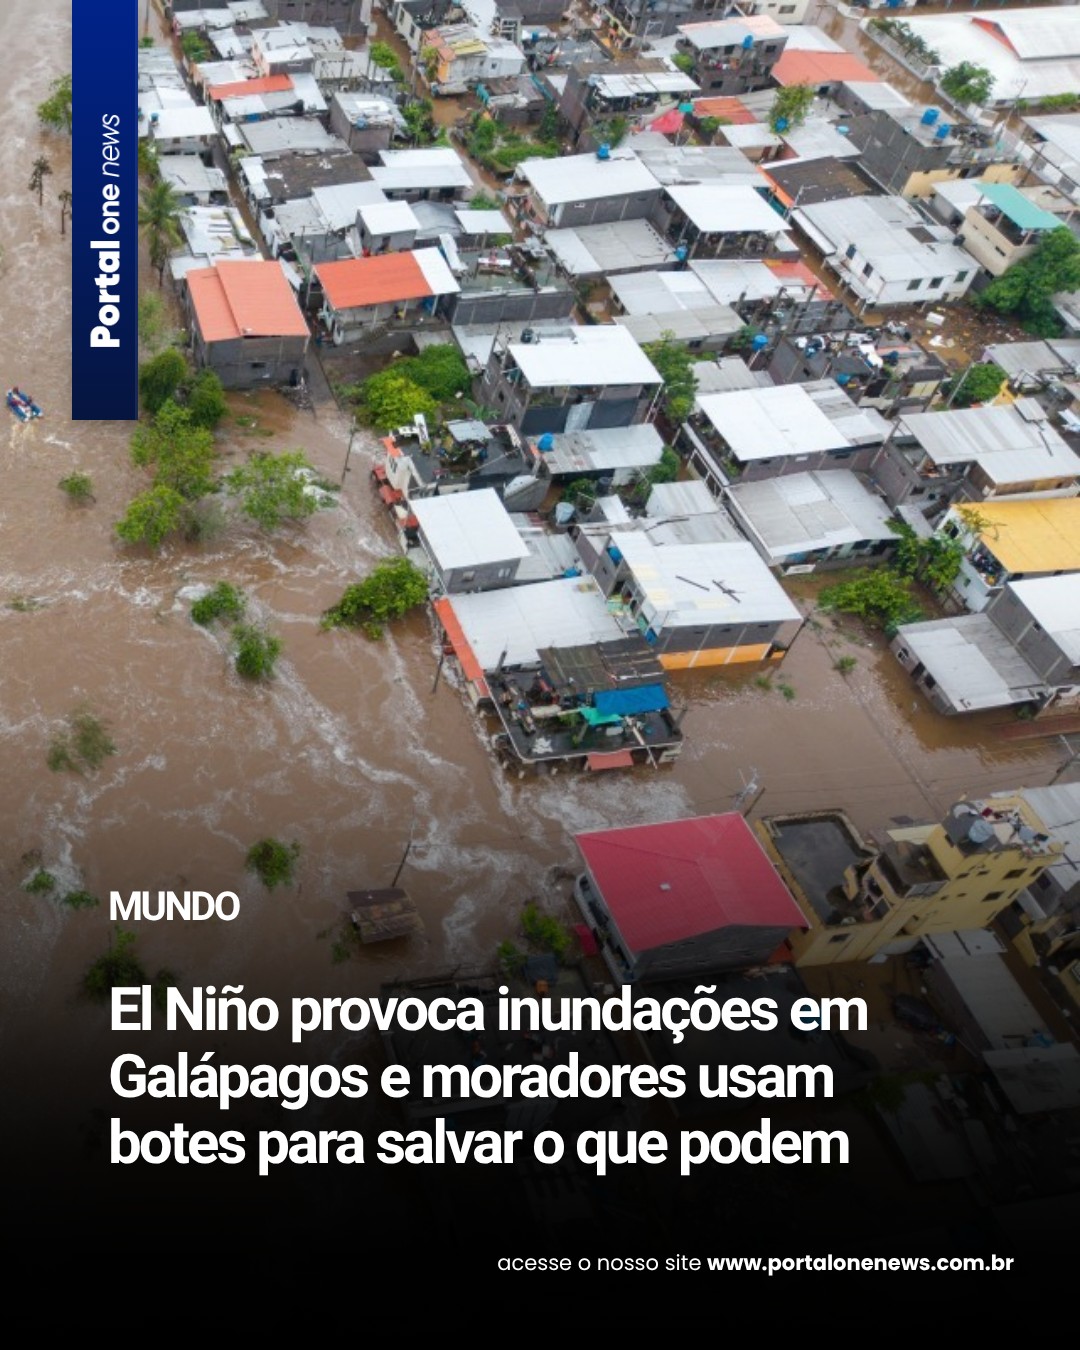 Portal one news
MUNDO
El Niño provoca inundações em
Galápagos e moradores usam
botes para salvar o que podem
acesse o nosso site www.portalonenews.com.br